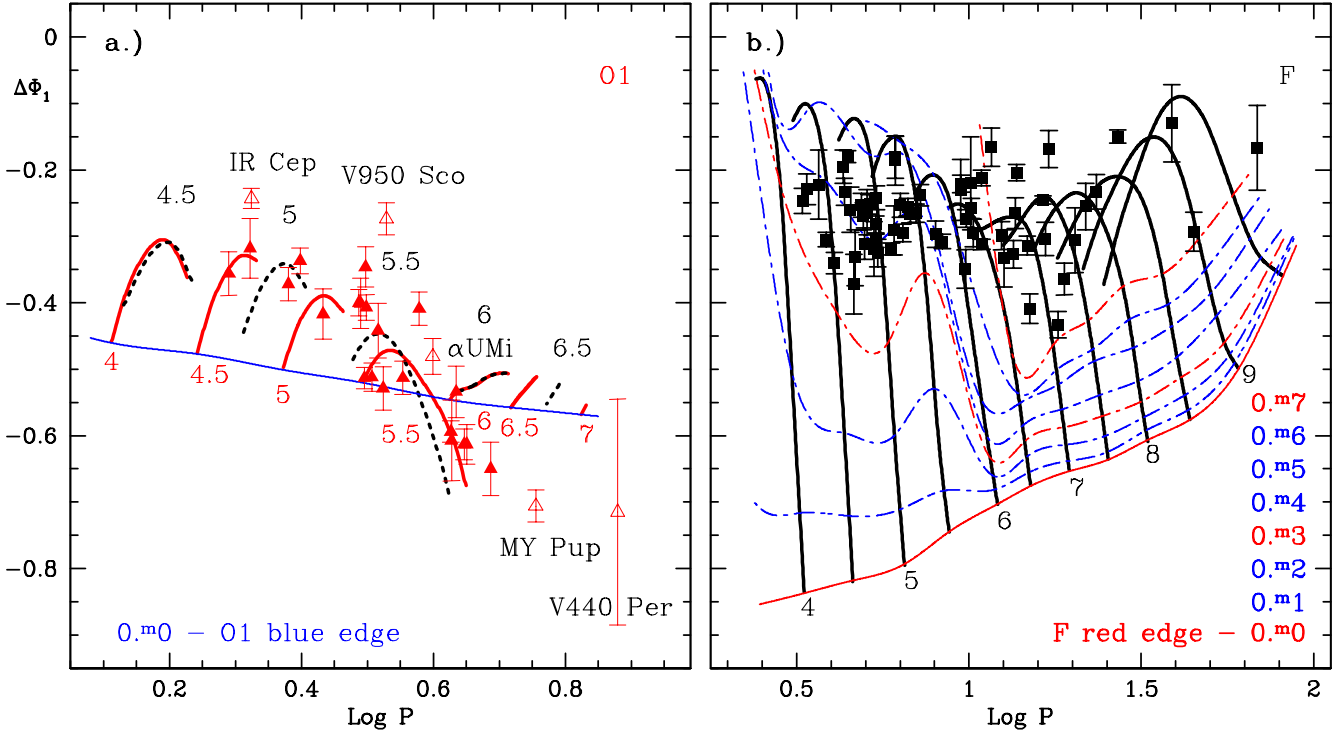 a.)
b.)
O1
F
ΔΦ₁
0
−0.2
−0.4
−0.6
−0.8
IR Cep
V950 Sco
4.5
5
5.5
6
αUMi
6.5
4
4.5
5
5.5
6
6.5
7
MY Pup
V440 Per
0.ᵐ0 − O1 blue edge
0.2
0.4
0.6
0.8
Log P
4
5
6
7
8
9
0.ᵐ7
0.ᵐ6
0.ᵐ5
0.ᵐ4
0.ᵐ3
0.ᵐ2
0.ᵐ1
F red edge − 0.ᵐ0
0.5
1
1.5
2
Log P